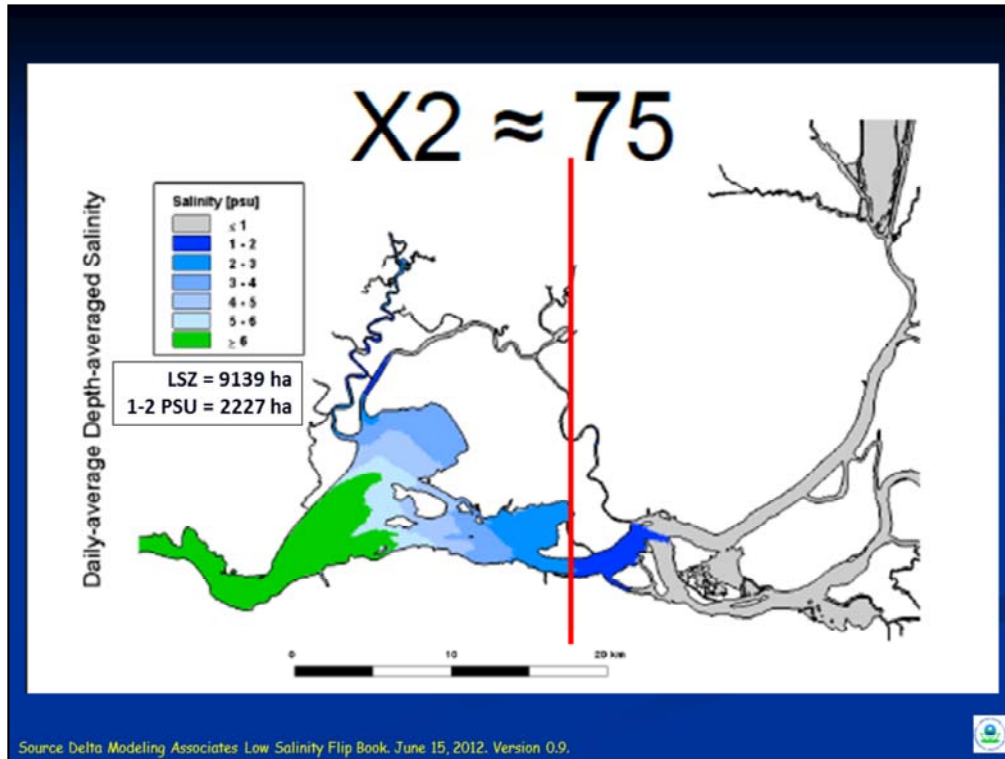 X2 ≈ 75
Daily-average Depth-averaged Salinity
Salinity [psu]
≤ 1
1 - 2
2 - 3
3 - 4
4 - 5
5 - 6
≥ 6
LSZ = 9139 ha
1-2 PSU = 2227 ha
0 10 20 km
Source Delta Modeling Associates Low Salinity Flip Book. June 15, 2012. Version 0.9.